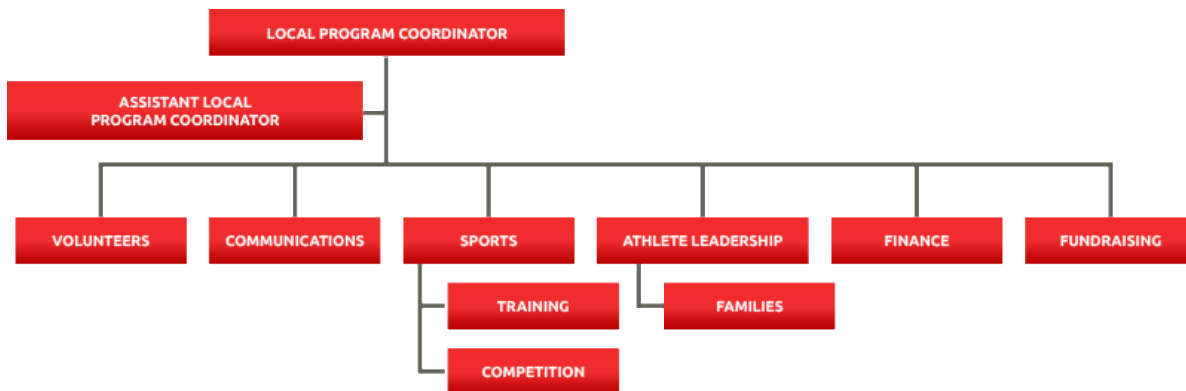 LOCAL PROGRAM COORDINATOR
ASSISTANT LOCAL
PROGRAM COORDINATOR
VOLUNTEERS
COMMUNICATIONS
SPORTS
ATHLETE LEADERSHIP
FINANCE
FUNDRAISING
TRAINING
FAMILIES
COMPETITION